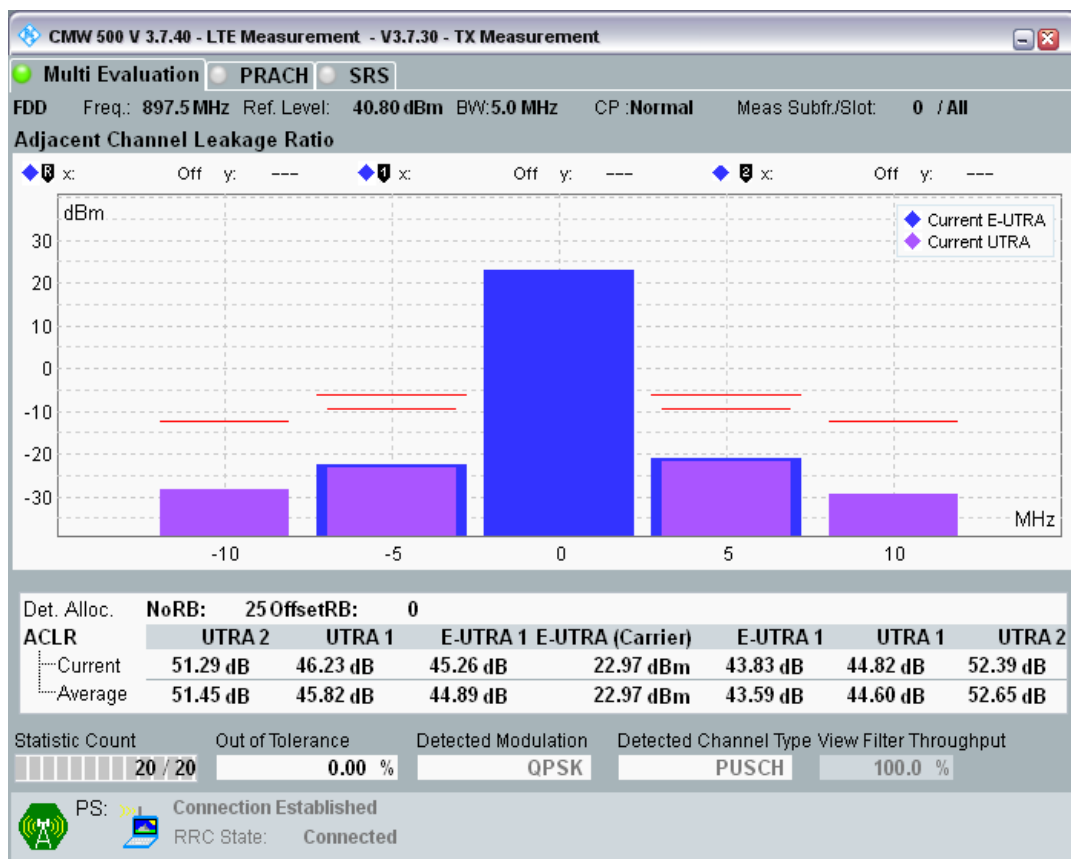 CMW 500 V 3.7.40 - LTE Measurement - V3.7.30 - TX Measurement
Multi Evaluation PRACH SRS
FDD Freq.: 897.5 MHz Ref. Level: 40.80 dBm BW:5.0 MHz CP :Normal Meas Subfr./Slot: 0 / All
Adjacent Channel Leakage Ratio
R x: Off y: --- 1 x: Off y: --- 2 x: Off y: ---
dBm
Current E-UTRA
Current UTRA
30
20
10
0
-10
-20
-30
MHz
-10 -5 0 5 10
Det. Alloc. NoRB: 25 OffsetRB: 0
ACLR UTRA 2 UTRA 1 E-UTRA 1 E-UTRA (Carrier) E-UTRA 1 UTRA 1 UTRA 2
Current 51.29 dB 46.23 dB 45.26 dB 22.97 dBm 43.83 dB 44.82 dB 52.39 dB
Average 51.45 dB 45.82 dB 44.89 dB 22.97 dBm 43.59 dB 44.60 dB 52.65 dB
Statistic Count Out of Tolerance Detected Modulation Detected Channel Type View Filter Throughput
20 / 20 0.00 % QPSK PUSCH 100.0 %
PS: Connection Established
RRC State: Connected